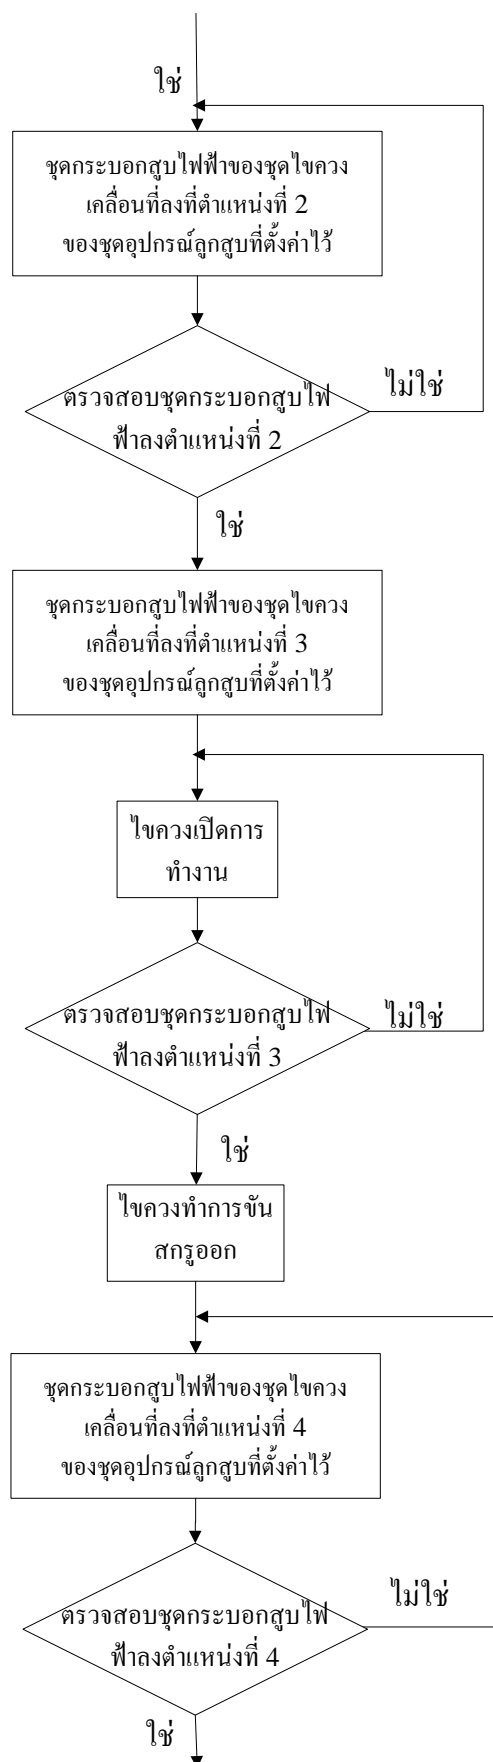 ใช่
ชุดกระบอกสูบไฟฟ้าของชุดไขควง
เคลื่อนที่ลงที่ตำแหน่งที่ 2
ของชุดอุปกรณ์ลูกสูบที่ตั้งค่าไว้
ไม่ใช่
ตรวจสอบชุดกระบอกสูบไฟ
ฟ้าลงตำแหน่งที่ 2
ใช่
ชุดกระบอกสูบไฟฟ้าของชุดไขควง
เคลื่อนที่ลงที่ตำแหน่งที่ 3
ของชุดอุปกรณ์ลูกสูบที่ตั้งค่าไว้
ไขควงเปิดการ
ทำงาน
ตรวจสอบชุดกระบอกสูบไฟ
ไม่ใช่
ฟ้าลงตำแหน่งที่ 3
ใช่
ไขควงทำการขัน
สกรูออก
ชุดกระบอกสูบไฟฟ้าของชุดไขควง
เคลื่อนที่ลงที่ตำแหน่งที่ 4
ของชุดอุปกรณ์ลูกสูบที่ตั้งค่าไว้
ไม่ใช่
ตรวจสอบชุดกระบอกสูบไฟ
ฟ้าลงตำแหน่งที่ 4
ใช่